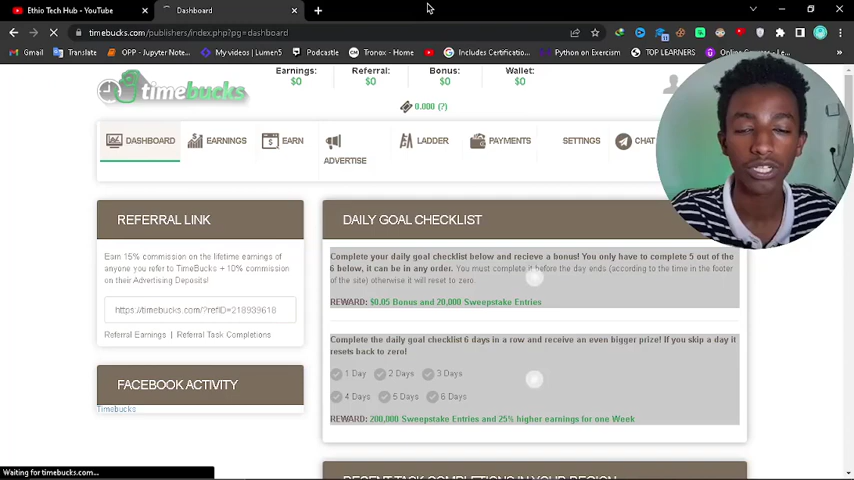 Ethio Tech Hub - YouTube
Dashboard
timebucks.com/publishers/index.php?pg=dashboard
Gmail
Translate
OPP - Jupyter Note..
My videos | Lumen5
Podcastle
Tronox - Home
Includes Certificatio...
Python on Exercism
TOP LEARNERS
timebucks
Earnings: Referral: Bonus: Wallet:
$0 $0 $0 $0
0.000 (?)
DASHBOARD
EARNINGS
EARN
ADVERTISE
LADDER
PAYMENTS
SETTINGS
CHAT
REFERRAL LINK
Earn 15% commission on the lifetime earnings of
anyone you refer to TimeBucks + 10% commission
on their Advertising Deposits!
https://timebucks.com/?refID=218939618
Referral Earnings | Referral Task Completions
FACEBOOK ACTIVITY
Timebucks
DAILY GOAL CHECKLIST
Complete your daily goal checklist below and recieve a bonus! You only have to complete 5 out of the
6 below, it can be in any order. You must complete it before the day ends (according to the time in the footer
of the site) otherwise it will reset to zero.
REWARD: $0.05 Bonus and 20,000 Sweepstake Entries
Complete the daily goal checklist 6 days in a row and receive an even bigger prize! If you skip a day it
resets back to zero!
1 Day 2 Days 3 Days
4 Days 5 Days 6 Days
REWARD: 200,000 Sweepstake Entries and 25% higher earnings for one Week
RECENT TASK COMPLETIONS IN YOUR REGION
Waiting for timebucks.com...